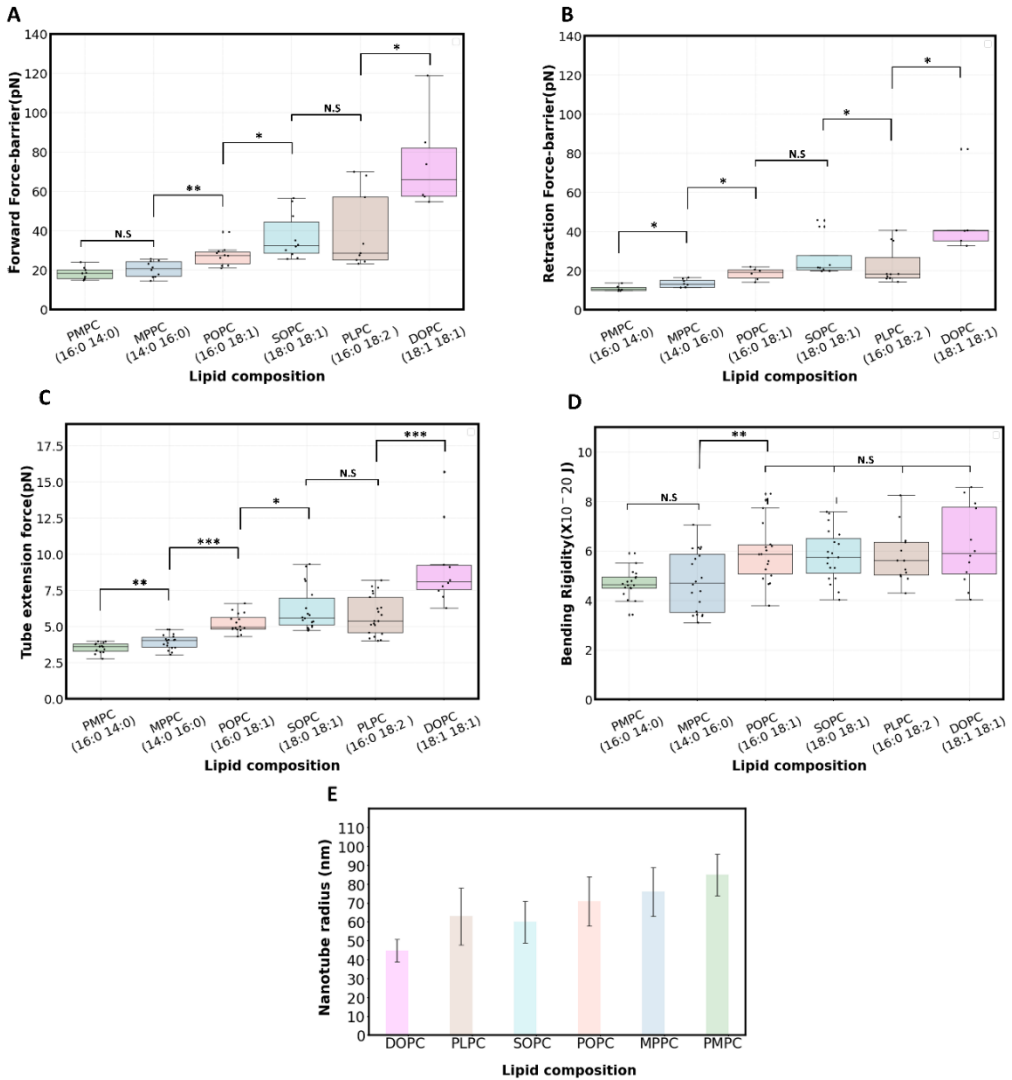 A
Forward Force-barrier(pN)
140
120
100
80
60
40
20
0
N.S
**
*
N.S
*
PMPC
(16:0 14:0)
MPPC
(14:0 16:0)
POPC
(16:0 18:1)
SOPC
(18:0 18:1)
PLPC
(16:0 18:2 )
DOPC
(18:1 18:1)
Lipid composition
B
Retraction Force-barrier(pN)
140
120
100
80
60
40
20
0
*
*
N.S
*
*
PMPC
(16:0 14:0)
MPPC
(14:0 16:0)
POPC
(16:0 18:1)
SOPC
(18:0 18:1)
PLPC
(16:0 18:2 )
DOPC
(18:1 18:1)
Lipid composition
C
Tube extension force(pN)
17.5
15.0
12.5
10.0
7.5
5.0
2.5
0.0
**
***
*
N.S
***
PMPC
(16:0 14:0)
MPPC
(14:0 16:0)
POPC
(16:0 18:1)
SOPC
(18:0 18:1)
PLPC
(16:0 18:2 )
DOPC
(18:1 18:1)
Lipid composition
D
Bending Rigidity(X10⁻20 J)
10
8
6
4
2
0
N.S
**
N.S
PMPC
(16:0 14:0)
MPPC
(14:0 16:0)
POPC
(16:0 18:1)
SOPC
(18:0 18:1)
PLPC
(16:0 18:2 )
DOPC
(18:1 18:1)
Lipid composition
E
Nanotube radius (nm)
110
100
90
80
70
60
50
40
30
20
10
0
DOPC
PLPC
SOPC
POPC
MPPC
PMPC
Lipid composition